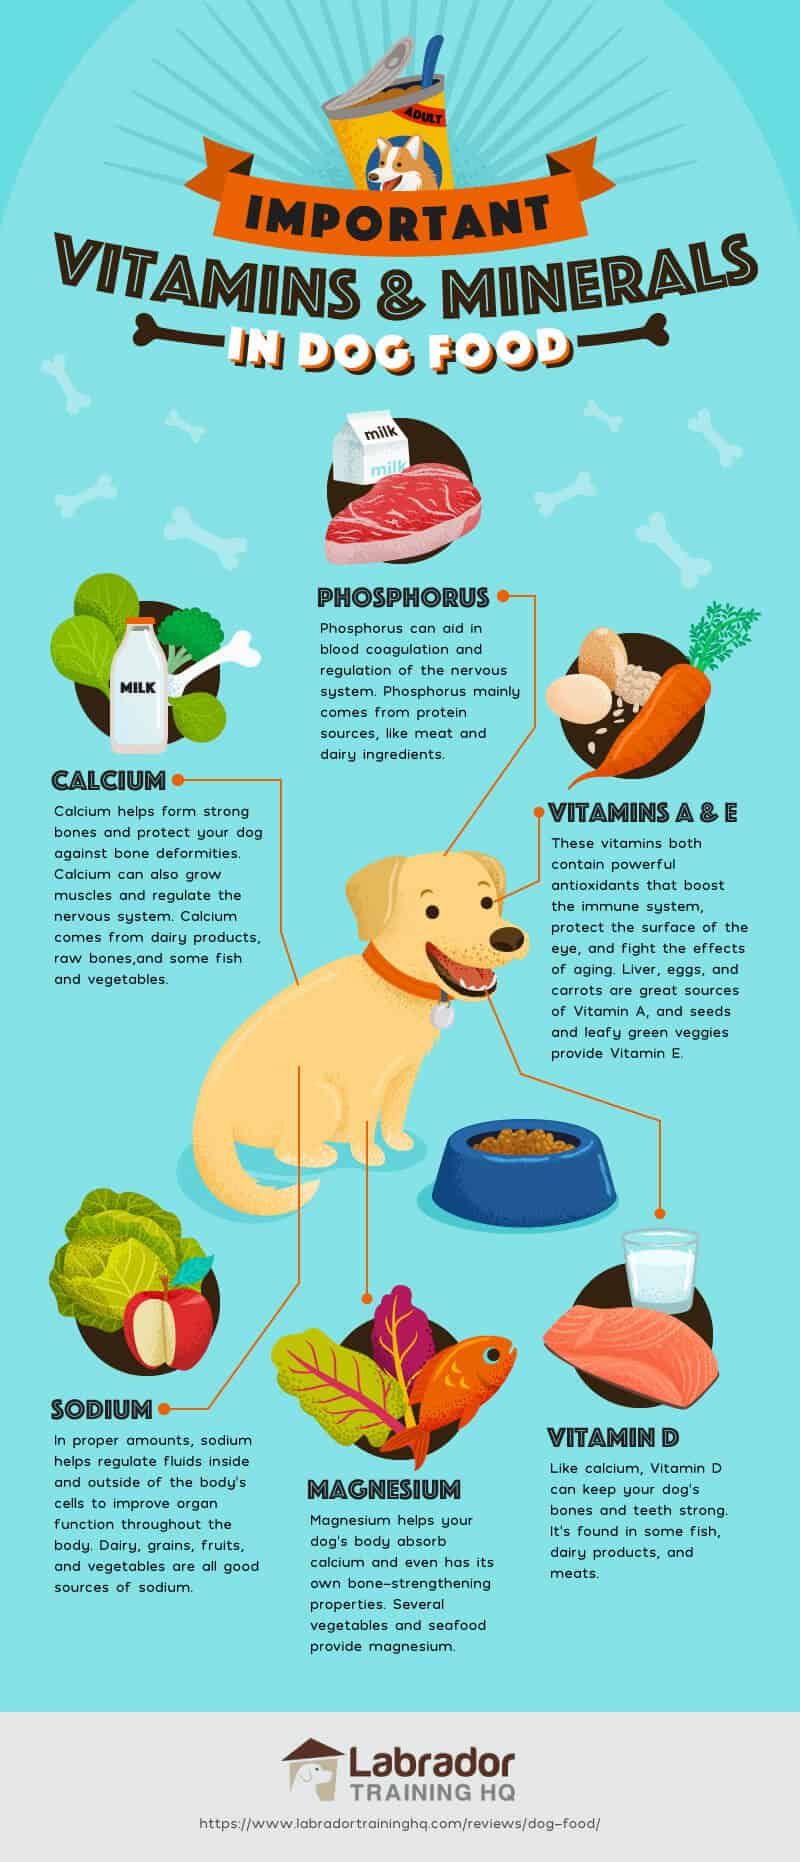 ADULT
IMPORTANT
VITAMINS & MINERALS
IN DOG FOOD
milk
milk
PHOSPHORUS
Phosphorus can aid in
blood coagulation and
regulation of the nervous
system. Phosphorus mainly
comes from protein
sources, like meat and
dairy ingredients.
MILK
CALCIUM
Calcium helps form strong
bones and protect your dog
against bone deformities.
Calcium can also grow
muscles and regulate the
nervous system. Calcium
comes from dairy products,
raw bones,and some fish
and vegetables.
VITAMINS A & E
These vitamins both
contain powerful
antioxidants that boost
the immune system,
protect the surface of the
eye, and fight the effects
of aging. Liver, eggs, and
carrots are great sources
of Vitamin A, and seeds
and leafy green veggies
provide Vitamin E.
SODIUM
In proper amounts, sodium
helps regulate fluids inside
and outside of the body's
cells to improve organ
function throughout the
body. Dairy, grains, fruits,
and vegetables are all good
sources of sodium.
MAGNESIUM
Magnesium helps your
dog's body absorb
calcium and even has its
own bone-strengthening
properties. Several
vegetables and seafood
provide magnesium.
VITAMIN D
Like calcium, Vitamin D
can keep your dog's
bones and teeth strong.
It's found in some fish,
dairy products, and
meats.
Labrador
TRAINING HQ
https://www.labradortraininghq.com/reviews/dog-food/